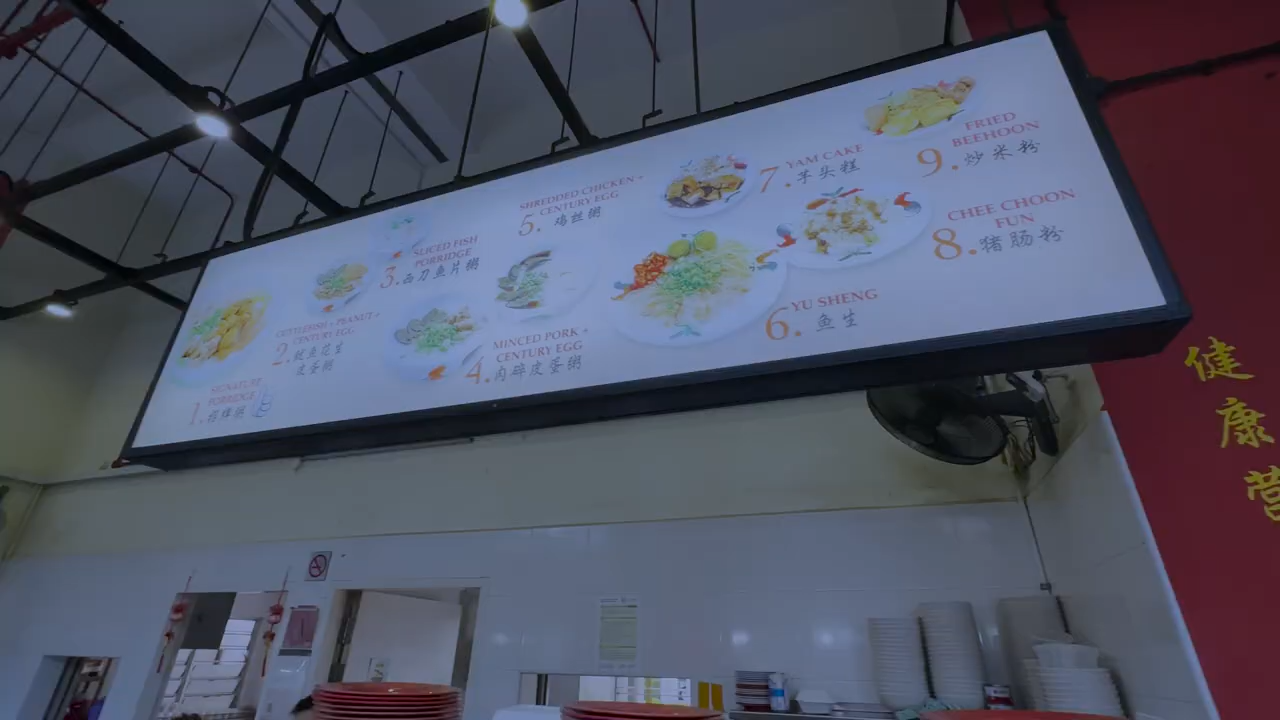 1. SIGNATURE
PORRIDGE
招牌粥
2. CUTTLEFISH + PEANUT +
CENTURY EGG
鱿鱼花生
皮蛋粥
3. SLICED FISH
PORRIDGE
西刀鱼片粥
4. MINCED PORK +
CENTURY EGG
肉碎皮蛋粥
SHREDDED CHICKEN +
5. CENTURY EGG
鸡丝粥
6. YU SHENG
鱼生
7. YAM CAKE
芋头糕
8. CHEE CHOON
FUN
猪肠粉
9. FRIED
BEEHOON
炒米粉
健康营